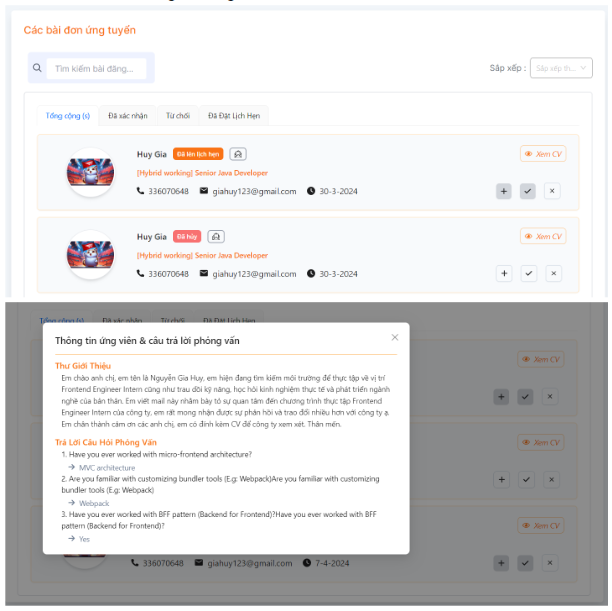 Các bài đơn ứng tuyển
Tìm kiếm bài đăng...
Sắp xếp :
Sắp xếp th...
Tổng cộng (s)
Đã xác nhận
Từ chối
Đã Đặt Lịch Hẹn
Huy Gia
Đã lên lịch hẹn
Xem CV
[Hybrid working] Senior Java Developer
336070648
giahuy123@gmail.com
30-3-2024
Huy Gia
Đã hủy
Xem CV
[Hybrid working] Senior Java Developer
336070648
giahuy123@gmail.com
30-3-2024
Tổng cộng (s)
Đã xác nhận
Từ chối
Đã Đặt Lịch Hẹn
Thông tin ứng viên & câu trả lời phỏng vấn
Thư Giới Thiệu
Em chào anh chị, em tên là Nguyễn Gia Huy, em hiện đang tìm kiếm môi trường để thực tập về vị trí
Frontend Engineer Intern cũng như trau dồi kỹ năng, học hỏi kinh nghiệm thực tế và phát triển ngành
nghề của bản thân. Em viết mail này nhằm bày tỏ sự quan tâm đến chương trình thực tập Frontend
Engineer Intern của công ty, em rất mong nhận được sự phản hồi và trao đổi nhiều hơn với công ty ạ.
Em chân thành cám ơn các anh chị, em có đính kèm CV để công ty xem xét. Thân mến.
Trả Lời Câu Hỏi Phỏng Vấn
1. Have you ever worked with micro-frontend architecture?
→ MVC architecture
2. Are you familiar with customizing bundler tools (E.g: Webpack)Are you familiar with customizing
bundler tools (E.g: Webpack)
→ Webpack
3. Have you ever worked with BFF pattern (Backend for Frontend)?Have you ever worked with BFF
pattern (Backend for Frontend)?
→ Yes
Xem CV
Xem CV
Xem CV
336070648
giahuy123@gmail.com
7-4-2024